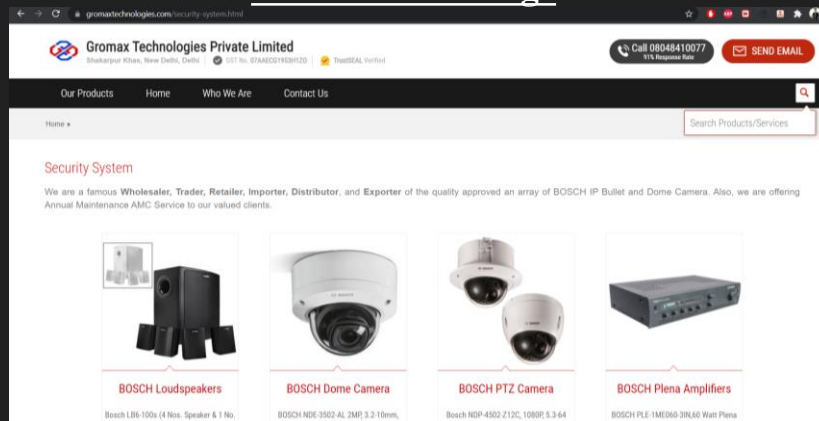 gromaxtechnologies.com/security-system.html
Gromax Technologies Private Limited
Shakarpur Khas, New Delhi, Delhi GST No. 07AAECG1953H1ZO TrustSEAL Verified
Call 08048410077
91% Response Rate
SEND EMAIL
Our Products Home Who We Are Contact Us
Home »
Search Products/Services
Security System
We are a famous Wholesaler, Trader, Retailer, Importer, Distributor, and Exporter of the quality approved an array of BOSCH IP Bullet and Dome Camera. Also, we are offering
Annual Maintenance AMC Service to our valued clients.
BOSCH Loudspeakers BOSCH Dome Camera BOSCH PTZ Camera BOSCH Plena Amplifiers
Bosch LB6-100s (4 Nos. Speaker & 1 No. BOSCH NDE-3502-AL 2MP, 3.2-10mm, Bosch NDP-4502-Z12C, 1080P, 5.3-64 BOSCH PLE-1ME060-3IN,60 Watt Plena